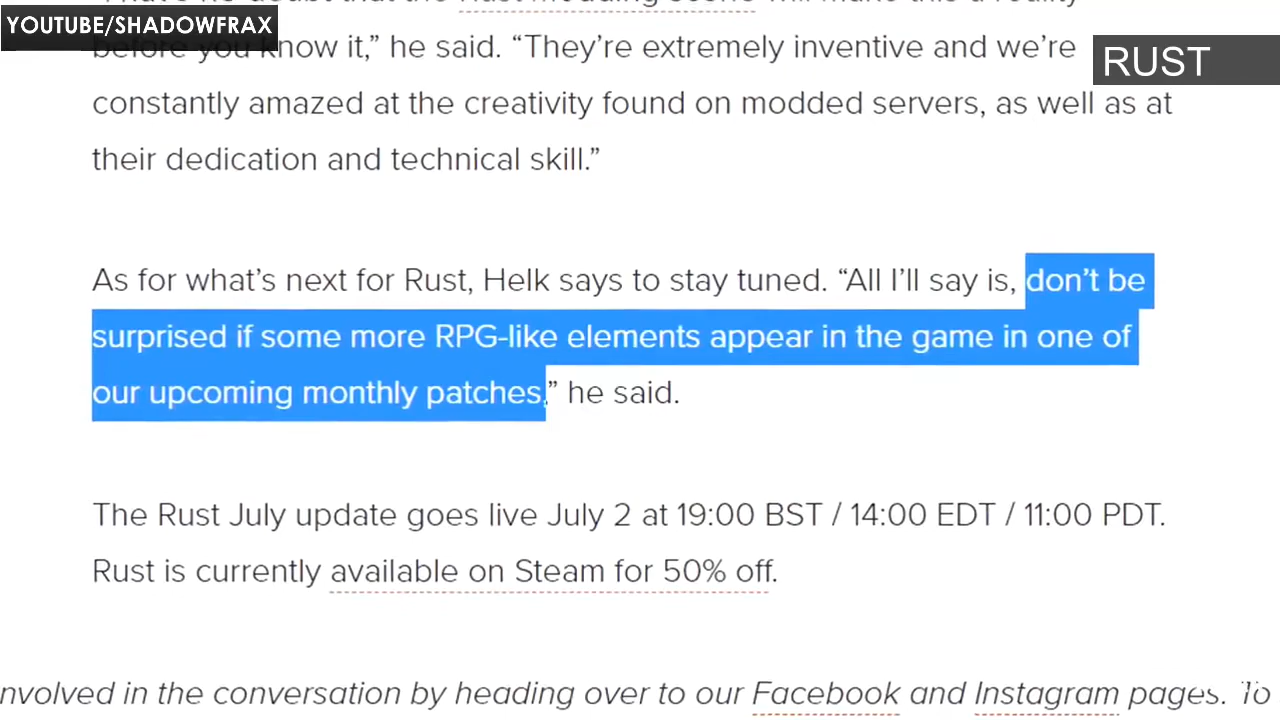 YOUTUBE/SHADOWFRAX
RUST
before you know it,” he said. “They’re extremely inventive and we’re
constantly amazed at the creativity found on modded servers, as well as at
their dedication and technical skill.”
As for what’s next for Rust, Helk says to stay tuned. “All I’ll say is, don’t be
surprised if some more RPG-like elements appear in the game in one of
our upcoming monthly patches,” he said.
The Rust July update goes live July 2 at 19:00 BST / 14:00 EDT / 11:00 PDT.
Rust is currently available on Steam for 50% off.
nvolved in the conversation by heading over to our Facebook and Instagram pages. To